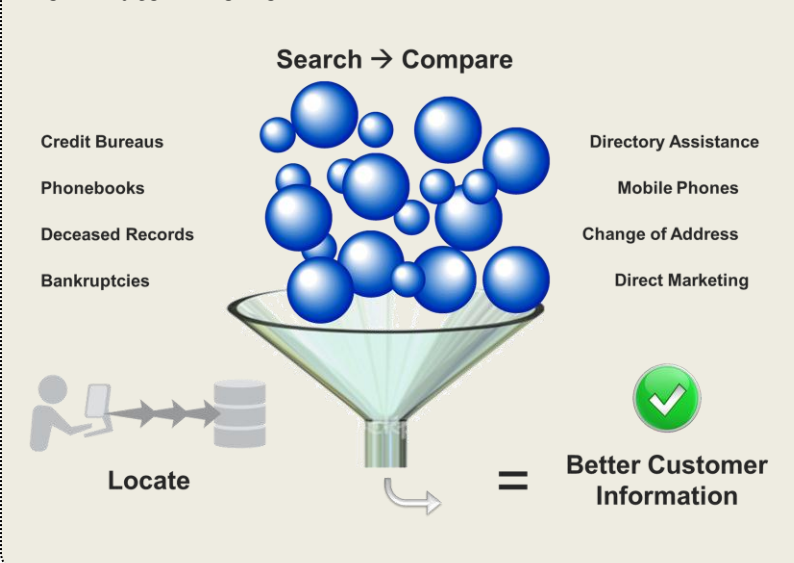 Search → Compare
Credit Bureaus
Directory Assistance
Phonebooks
Mobile Phones
Deceased Records
Change of Address
Bankruptcies
Direct Marketing
Locate
=
Better Customer
Information